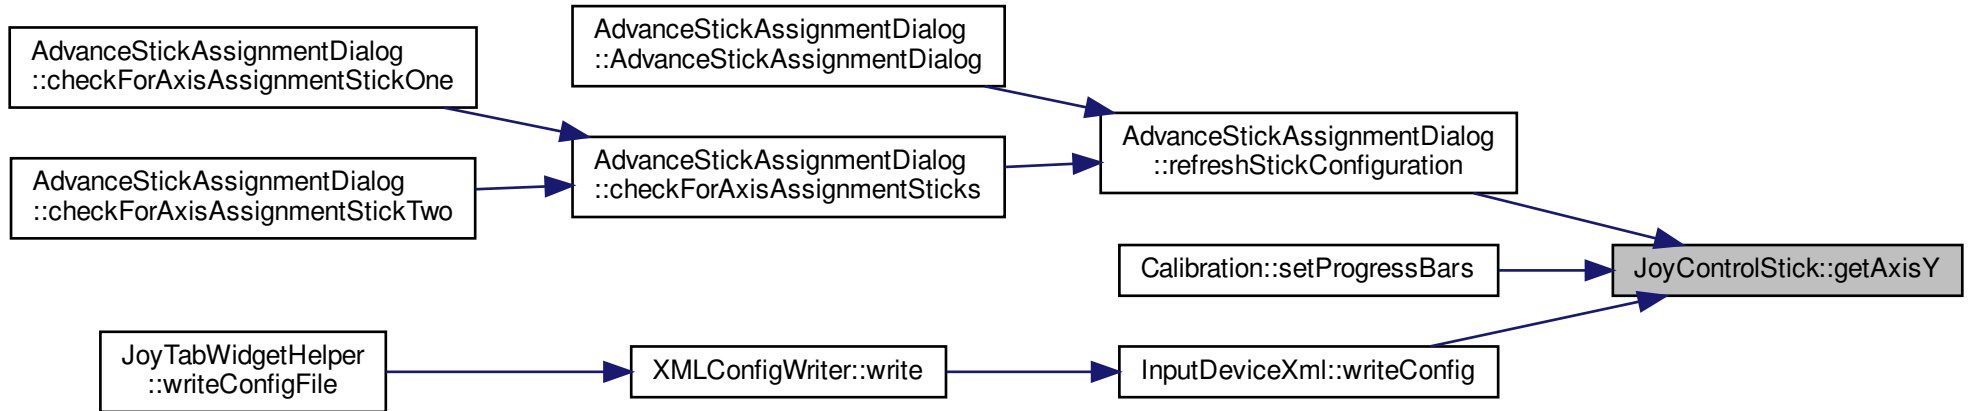 AdvanceStickAssignmentDialog
::checkForAxisAssignmentStickOne
AdvanceStickAssignmentDialog
::checkForAxisAssignmentStickTwo
AdvanceStickAssignmentDialog
::AdvanceStickAssignmentDialog
AdvanceStickAssignmentDialog
::checkForAxisAssignmentSticks
AdvanceStickAssignmentDialog
::refreshStickConfiguration
Calibration::setProgressBars
JoyControlStick::getAxisY
JoyTabWidgetHelper
::writeConfigFile
XMLConfigWriter::write
InputDeviceXml::writeConfig